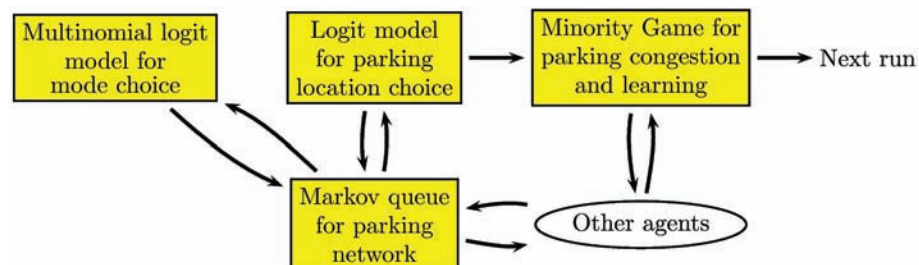 Multinomial logit
model for
mode choice
Logit model
for parking
location choice
Minority Game for
parking congestion
and learning
Next run
Markov queue
for parking
network
Other agents